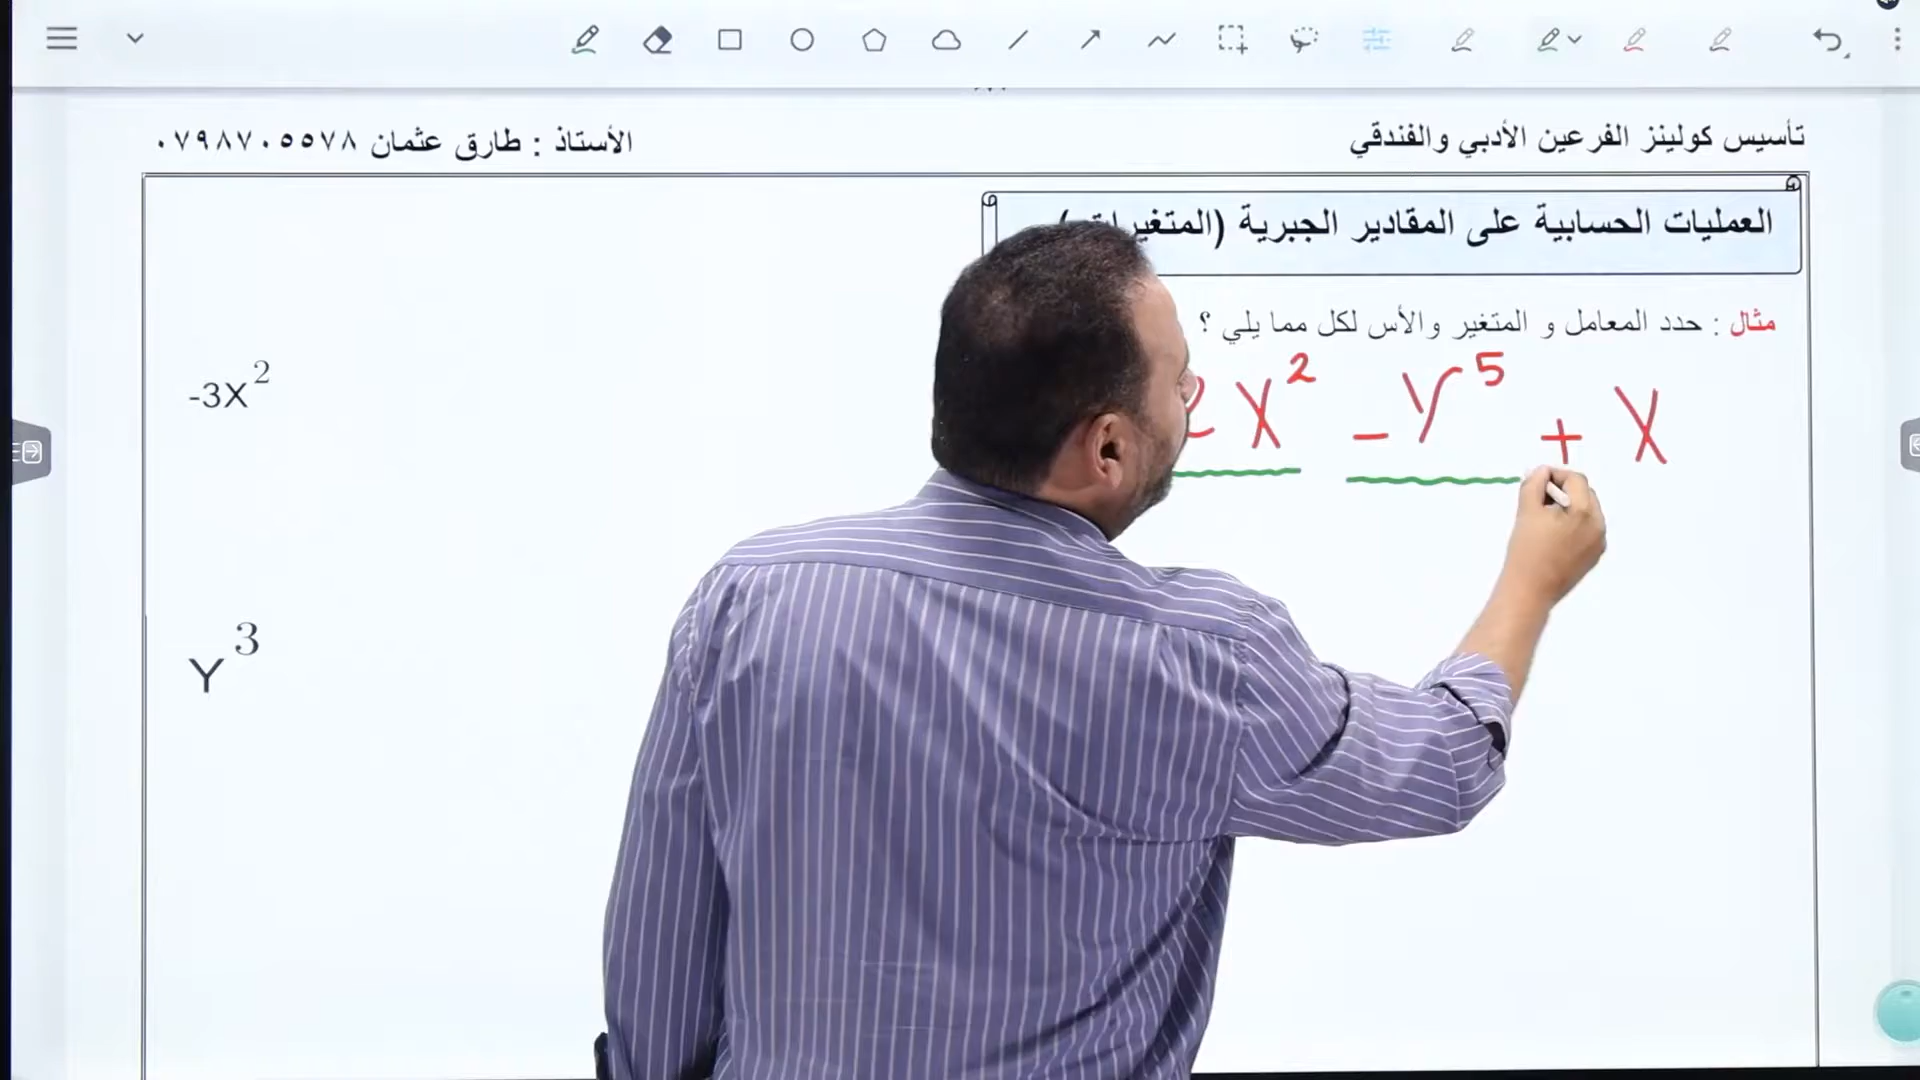 تأسيس كولينز الفرعين الأدبي والفندقي
الأستاذ : طارق عثمان ٠٧٩٨٧٠٥٥٧٨
العمليات الحسابية على المقادير الجبرية
مثال : حدد المعامل و المتغير والأس لكل مما يلي ؟
2X² - Y⁵ + X
-3X²
Y³